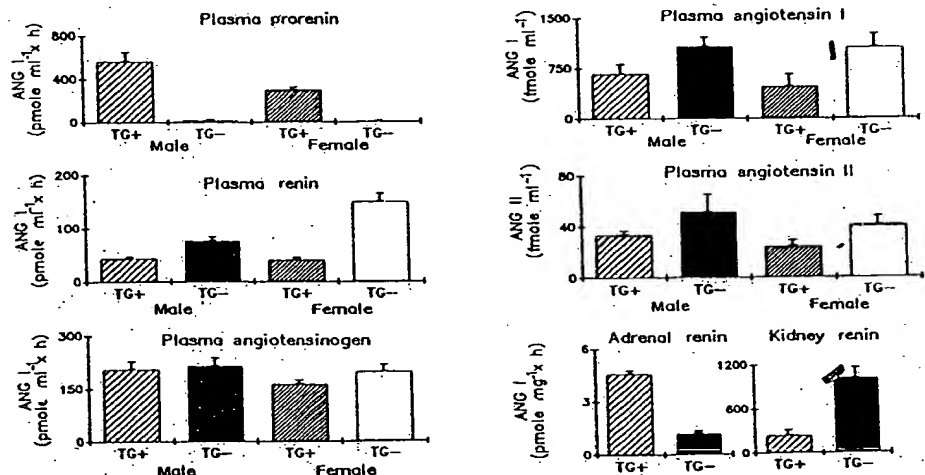 Plasma prorenin
ANG I
(pmole ml⁻¹x h)
800
400
0
TG+ TG– TG+ TG–
Male Female
Plasma renin
ANG I
(pmole ml⁻¹x h)
200
100
0
TG+ TG– TG+ TG–
Male Female
Plasma angiotensinogen
ANG I
(pmole ml⁻¹x h)
300
150
0
TG+ TG– TG+ TG–
Male Female
Plasma angiotensin I
ANG I
(fmole ml⁻¹)
1500
750
0
TG+ TG– TG+ TG–
Male Female
Plasma angiotensin II
ANG II
(fmole ml⁻¹)
80
40
0
TG+ TG– TG+ TG–
Male Female
Adrenal renin
ANG I
(pmole mg⁻¹x h)
6
3
0
TG+ TG–
Kidney renin
1200
600
0
TG+ TG–